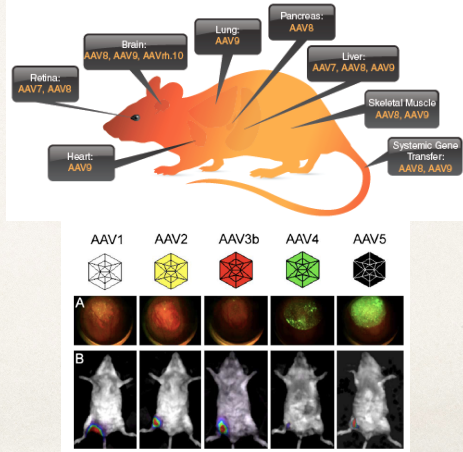 Pancreas:
AAV8
Lung:
AAV9
Brain:
AAV8, AAV9, AAVrh.10
Liver:
AAV7, AAV8, AAV9
Retina:
AAV7, AAV8
Skeletal Muscle
AAV8, AAV9
Heart:
AAV9
Systemic Gene
Transfer:
AAV8, AAV9
AAV1 AAV2 AAV3b AAV4 AAV5
A
B